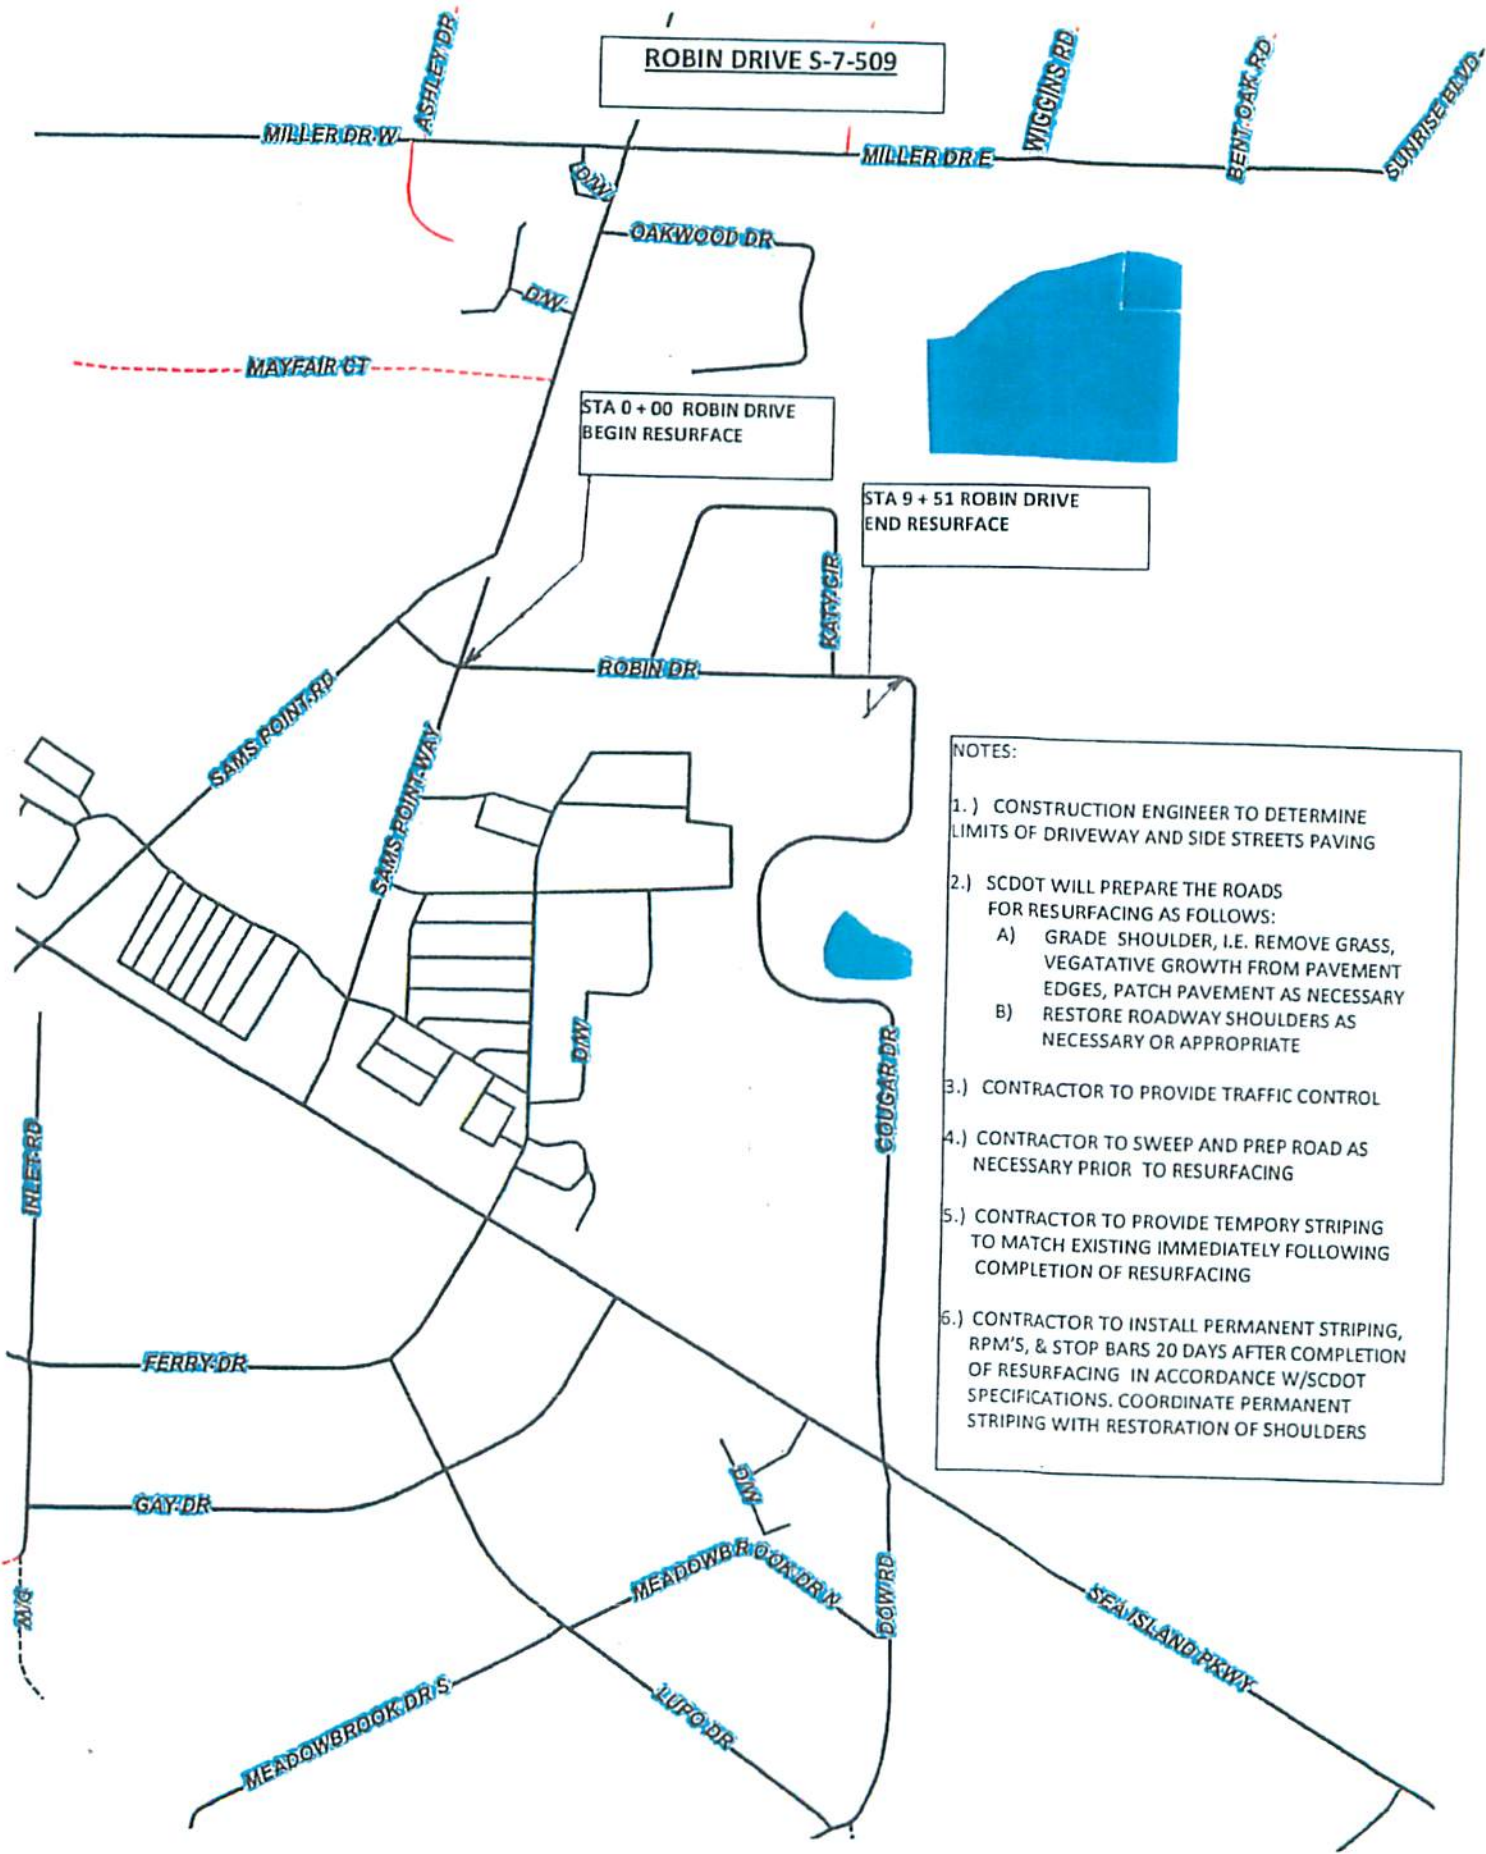 ROBIN DRIVE S-7-509
ASHLEY DR
WIGGINS RD
BENT OAK RD
SUNRISE BLVD
MILLER DR W
MILLER DR E
D/W
OAKWOOD DR
D/W
MAYFAIR CT
STA 0 + 00 ROBIN DRIVE
BEGIN RESURFACE
STA 9 + 51 ROBIN DRIVE
END RESURFACE
KATY CIR
ROBIN DR
SAMS POINT RD
SAMS POINT WAY
NOTES:
1.) CONSTRUCTION ENGINEER TO DETERMINE
LIMITS OF DRIVEWAY AND SIDE STREETS PAVING
2.) SCDOT WILL PREPARE THE ROADS
FOR RESURFACING AS FOLLOWS:
A) GRADE SHOULDER, I.E. REMOVE GRASS,
VEGATATIVE GROWTH FROM PAVEMENT
EDGES, PATCH PAVEMENT AS NECESSARY
B) RESTORE ROADWAY SHOULDERS AS
NECESSARY OR APPROPRIATE
3.) CONTRACTOR TO PROVIDE TRAFFIC CONTROL
4.) CONTRACTOR TO SWEEP AND PREP ROAD AS
NECESSARY PRIOR TO RESURFACING
5.) CONTRACTOR TO PROVIDE TEMPORY STRIPING
TO MATCH EXISTING IMMEDIATELY FOLLOWING
COMPLETION OF RESURFACING
6.) CONTRACTOR TO INSTALL PERMANENT STRIPING,
RPM'S, & STOP BARS 20 DAYS AFTER COMPLETION
OF RESURFACING IN ACCORDANCE W/SCDOT
SPECIFICATIONS. COORDINATE PERMANENT
STRIPING WITH RESTORATION OF SHOULDERS
D/W
COUGAR DR
INLET RD
FERRY DR
GAY DR
D/W
MEADOWBROOK DR N
DOW RD
SEA ISLAND PKWY
MEADOWBROOK DR S
LUPO DR